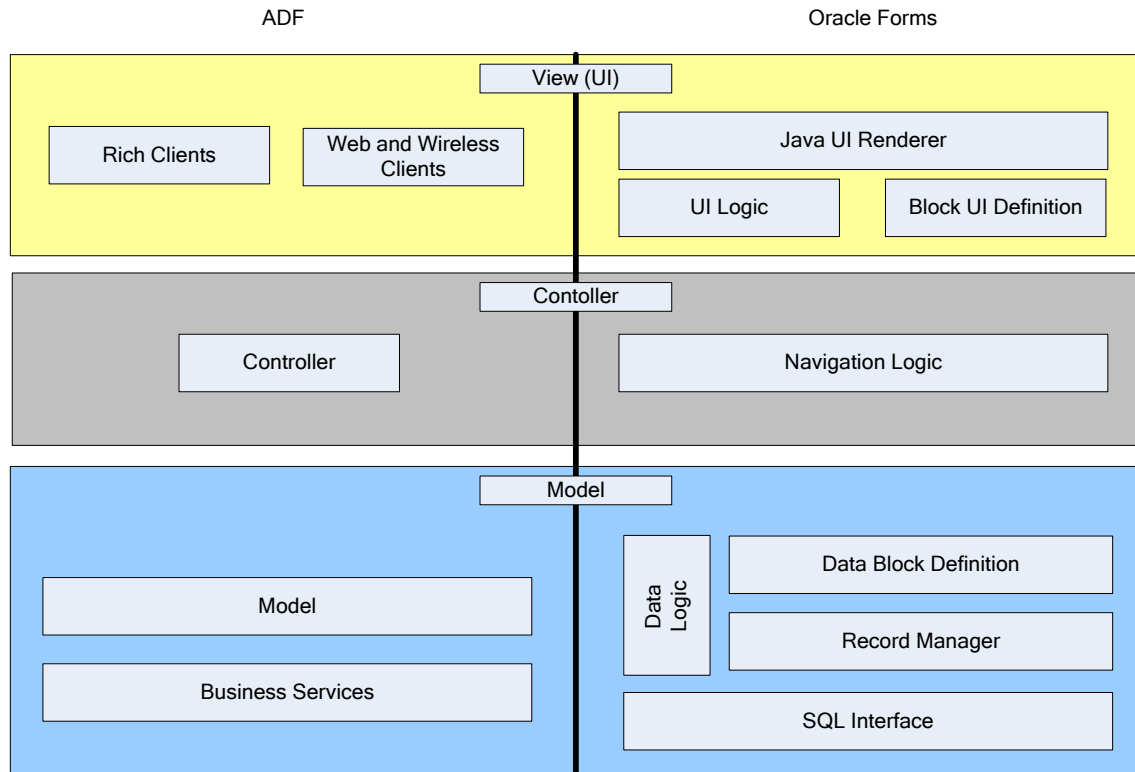 ADF
Oracle Forms
View (UI)
Rich Clients
Web and Wireless
Clients
Java UI Renderer
UI Logic
Block UI Definition
Contoller
Controller
Navigation Logic
Model
Model
Business Services
Data
Logic
Data Block Definition
Record Manager
SQL Interface